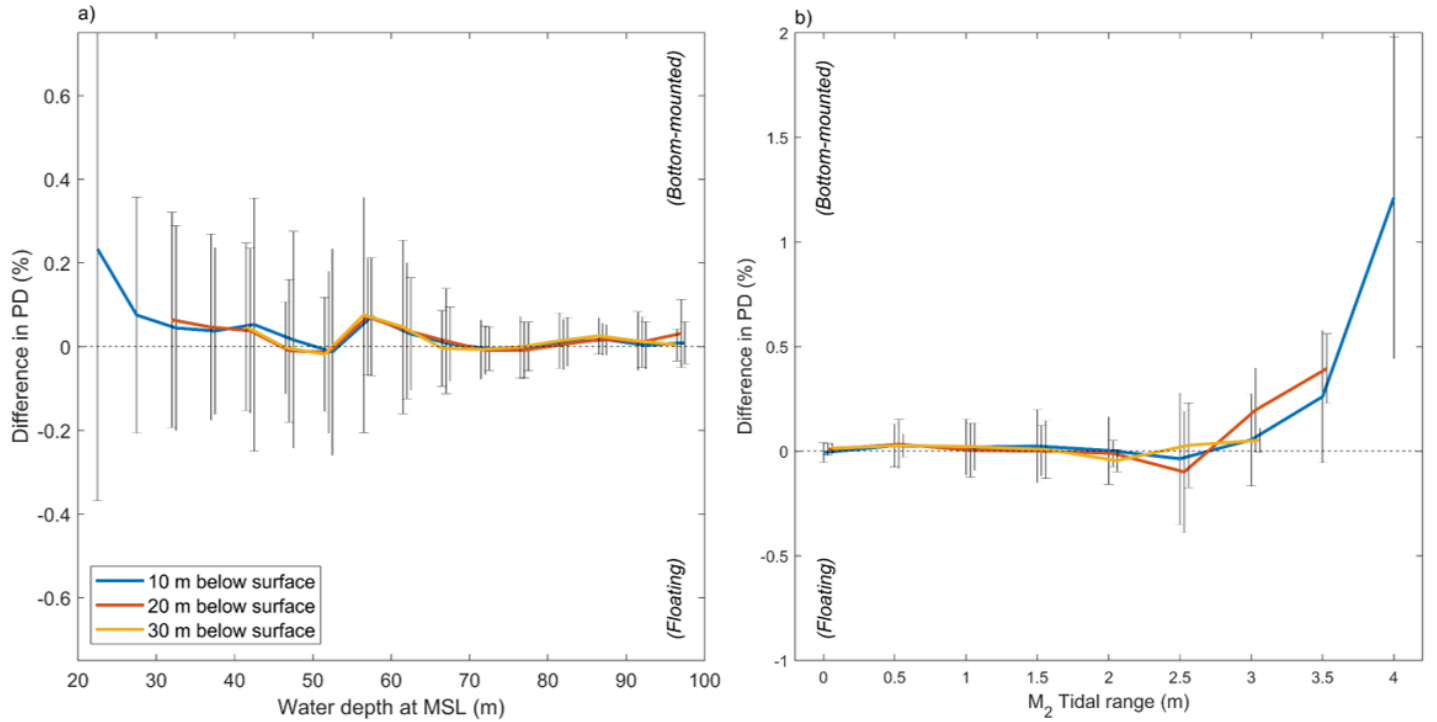 a)
Difference in PD (%)
0.6
0.4
0.2
0
-0.2
-0.4
-0.6
(Bottom-mounted)
(Floating)
10 m below surface
20 m below surface
30 m below surface
20 30 40 50 60 70 80 90 100
Water depth at MSL (m)
b)
Difference in PD (%)
2
1.5
1
0.5
0
-0.5
-1
(Bottom-mounted)
(Floating)
0 0.5 1 1.5 2 2.5 3 3.5 4
M2 Tidal range (m)